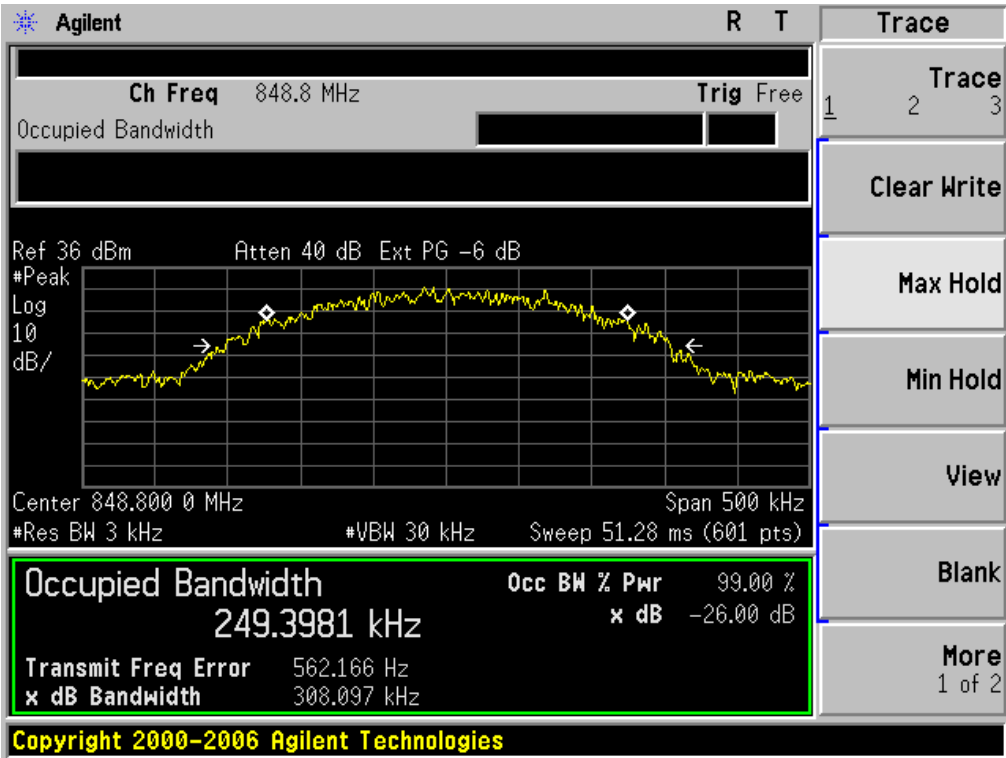 Agilent R T Trace
Ch Freq 848.8 MHz Trig Free
Occupied Bandwidth
Trace
1 2 3
Clear Write
Ref 36 dBm Atten 40 dB Ext PG -6 dB
#Peak
Log
10
dB/
Max Hold
Min Hold
View
Center 848.800 0 MHz Span 500 kHz
#Res BW 3 kHz #VBW 30 kHz Sweep 51.28 ms (601 pts)
Occupied Bandwidth Occ BW % Pwr 99.00 %
249.3981 kHz x dB -26.00 dB
Transmit Freq Error 562.166 Hz
x dB Bandwidth 308.097 kHz
Blank
More
1 of 2
Copyright 2000-2006 Agilent Technologies